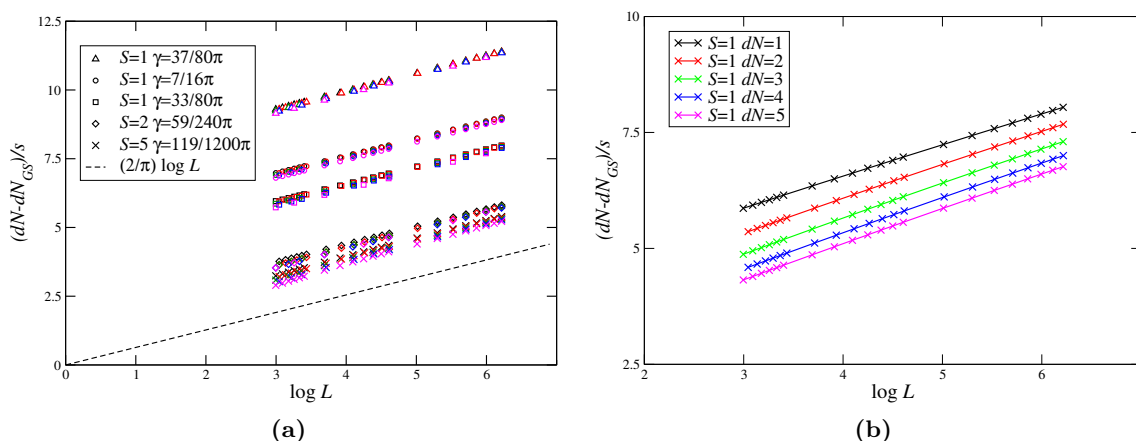 12.5
10
7.5
5
2.5
0
(dN-dN_GS)/s
S=1 γ=37/80π
S=1 γ=7/16π
S=1 γ=33/80π
S=2 γ=59/240π
S=5 γ=119/1200π
(2/π) log L
0 1 2 3 4 5 6
log L
(a)
10
7.5
5
2.5
(dN-dN_GS)/s
S=1 dN=1
S=1 dN=2
S=1 dN=3
S=1 dN=4
S=1 dN=5
2 3 4 5 6
log L
(b)